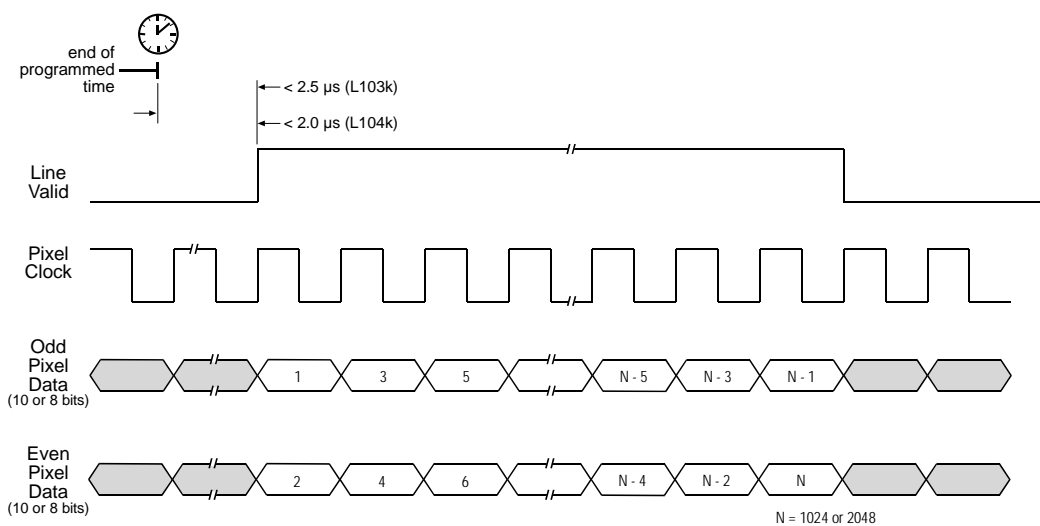 end of
programmed
time
< 2.5 µs (L103k)
< 2.0 µs (L104k)
Line
Valid
Pixel
Clock
Odd
Pixel
Data
(10 or 8 bits)
1 3 5 N - 5 N - 3 N - 1
Even
Pixel
Data
(10 or 8 bits)
2 4 6 N - 4 N - 2 N
N = 1024 or 2048